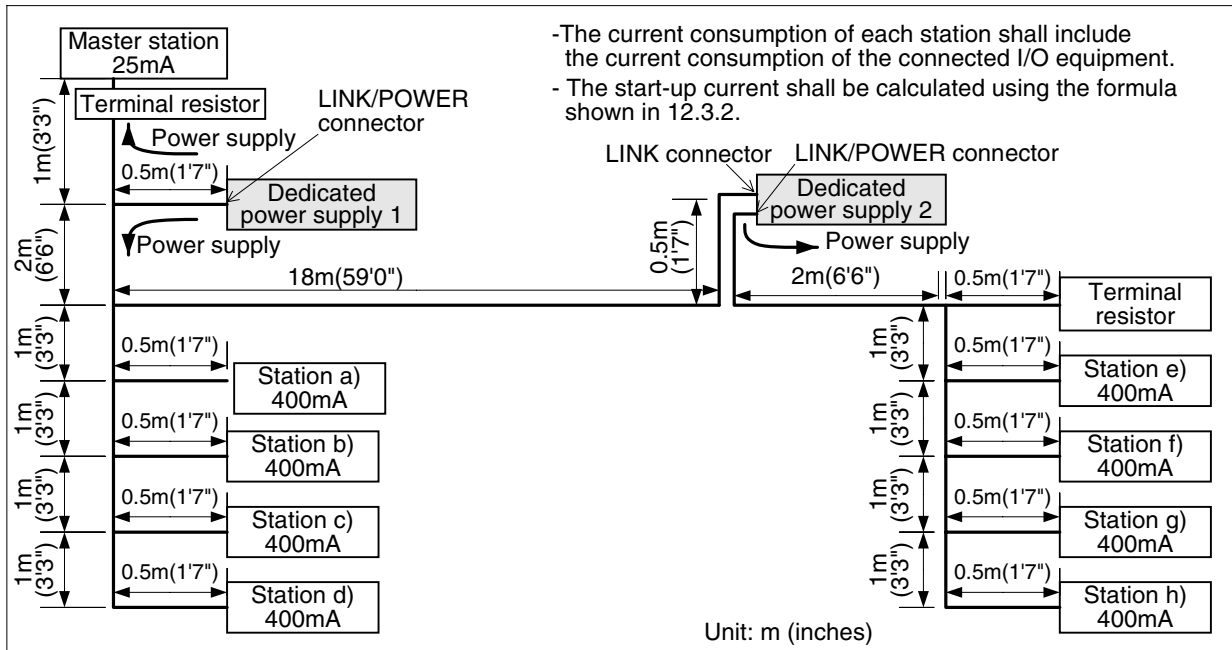 Master station
25mA
-The current consumption of each station shall include
the current consumption of the connected I/O equipment.
- The start-up current shall be calculated using the formula
shown in 12.3.2.
Terminal resistor
LINK/POWER
connector
1m(3'3")
Power supply
0.5m(1'7")
Dedicated
power supply 1
Power supply
2m
(6'6")
LINK connector
LINK/POWER connector
Dedicated
power supply 2
Power supply
0.5m
(1'7")
18m(59'0")
2m(6'6")
0.5m(1'7")
Terminal
resistor
1m
(3'3")
0.5m(1'7")
Station a)
400mA
1m
(3'3")
0.5m(1'7")
Station b)
400mA
1m
(3'3")
0.5m(1'7")
Station c)
400mA
1m
(3'3")
0.5m(1'7")
Station d)
400mA
1m
(3'3")
0.5m(1'7")
Station e)
400mA
1m
(3'3")
0.5m(1'7")
Station f)
400mA
1m
(3'3")
0.5m(1'7")
Station g)
400mA
1m
(3'3")
0.5m(1'7")
Station h)
400mA
Unit: m (inches)